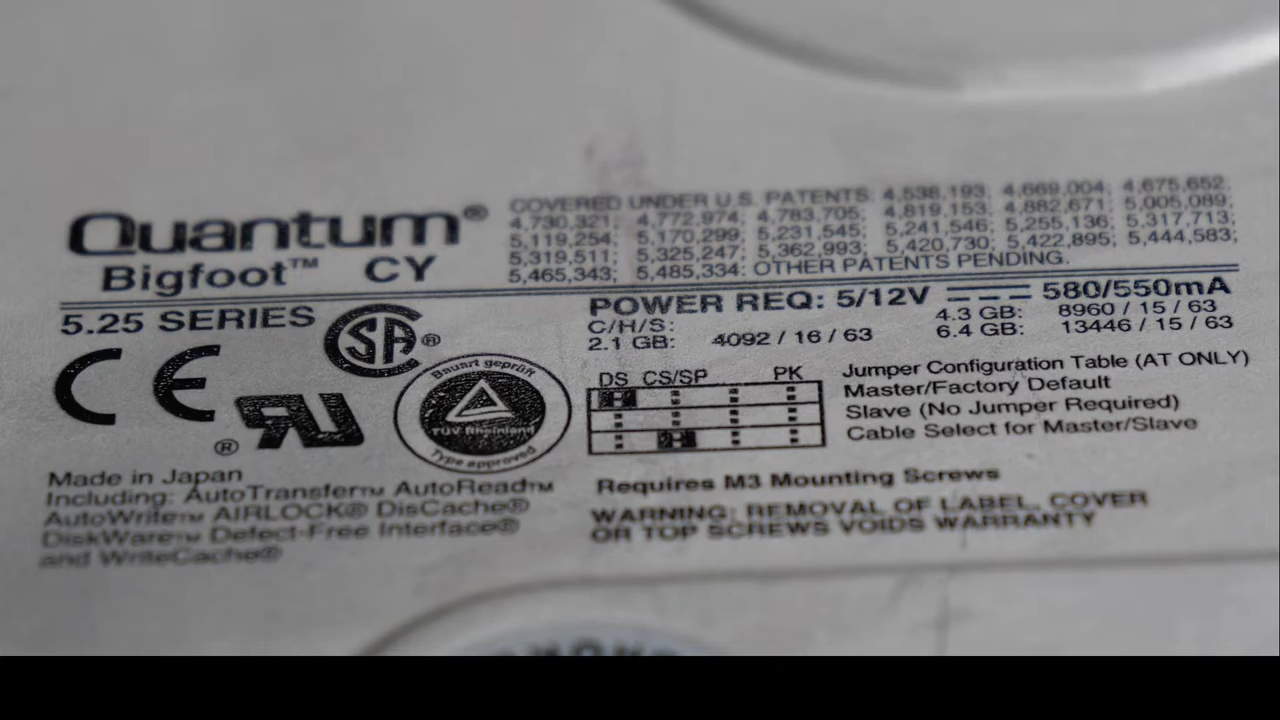 Quantum®
Bigfoot™ CY
COVERED UNDER U.S. PATENTS: 4,538,193; 4,669,004; 4,675,652;
4,730,321; 4,772,974; 4,783,705; 4,819,153; 4,882,671; 5,005,089;
5,119,254; 5,170,299; 5,231,545; 5,241,546; 5,255,136; 5,317,713;
5,319,511; 5,325,247; 5,362,993; 5,420,730; 5,422,895; 5,444,583;
5,465,343; 5,485,334: OTHER PATENTS PENDING.
5.25 SERIES
POWER REQ: 5/12V 580/550mA
C/H/S:
2.1 GB: 4092 / 16 / 63
4.3 GB: 8960 / 15 / 63
6.4 GB: 13446 / 15 / 63
CE
SA®
RU®
Bauart geprüft
TÜV Rheinland
Type approved
DS CS/SP PK
Jumper Configuration Table (AT ONLY)
Master/Factory Default
Slave (No Jumper Required)
Cable Select for Master/Slave
Made in Japan
Including: AutoTransfer™ AutoRead™
AutoWrite™ AIRLOCK® DisCache®
DiskWare™ Defect-Free Interface®
and WriteCache®
Requires M3 Mounting Screws
WARNING: REMOVAL OF LABEL, COVER
OR TOP SCREWS VOIDS WARRANTY